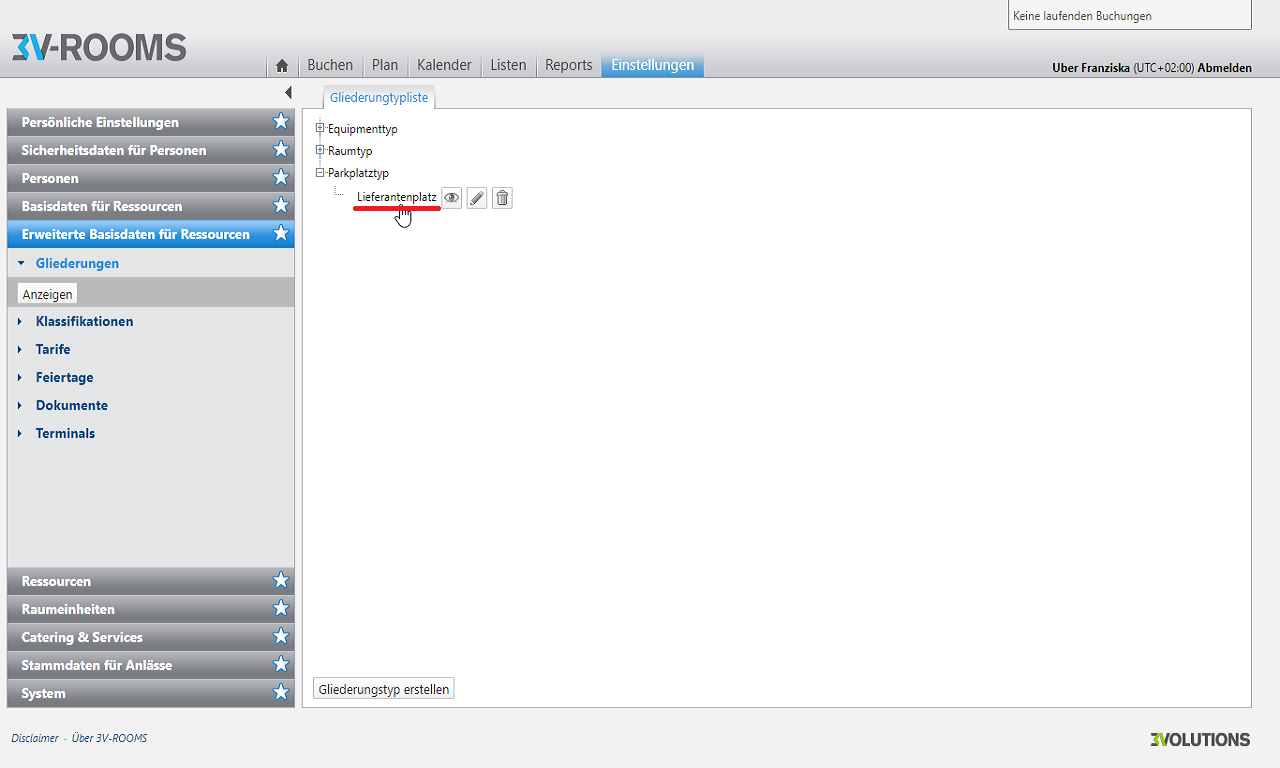 Keine laufenden Buchungen
3V-ROOMS
Buchen Plan Kalender Listen Reports Einstellungen
Uber Franziska (UTC+02:00) Abmelden
Gliederungtypliste
Persönliche Einstellungen
Sicherheitsdaten für Personen
Personen
Basisdaten für Ressourcen
Erweiterte Basisdaten für Ressourcen
Gliederungen
Anzeigen
Klassifikationen
Tarife
Feiertage
Dokumente
Terminals
Ressourcen
Raumeinheiten
Catering & Services
Stammdaten für Anlässe
System
Equipmenttyp
Raumtyp
Parkplatztyp
Lieferantenplatz
Gliederungstyp erstellen
Disclaimer - Über 3V-ROOMS
3VOLUTIONS